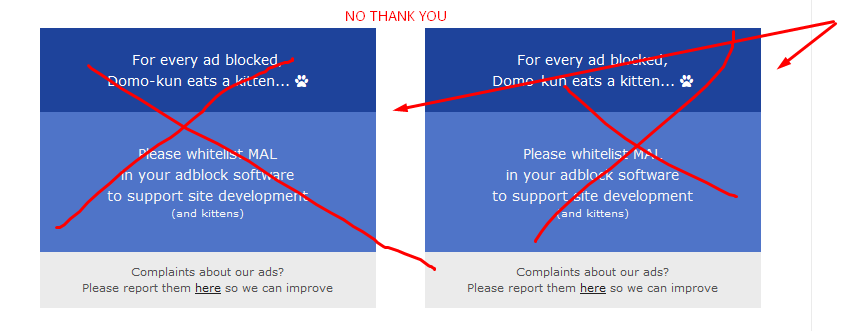 NO THANK YOU
For every ad blocked,
Domo-kun eats a kitten...
Please whitelist MAL
in your adblock software
to support site development
(and kittens)
Complaints about our ads?
Please report them here so we can improve
For every ad blocked,
Domo-kun eats a kitten...
Please whitelist MAL
in your adblock software
to support site development
(and kittens)
Complaints about our ads?
Please report them here so we can improve